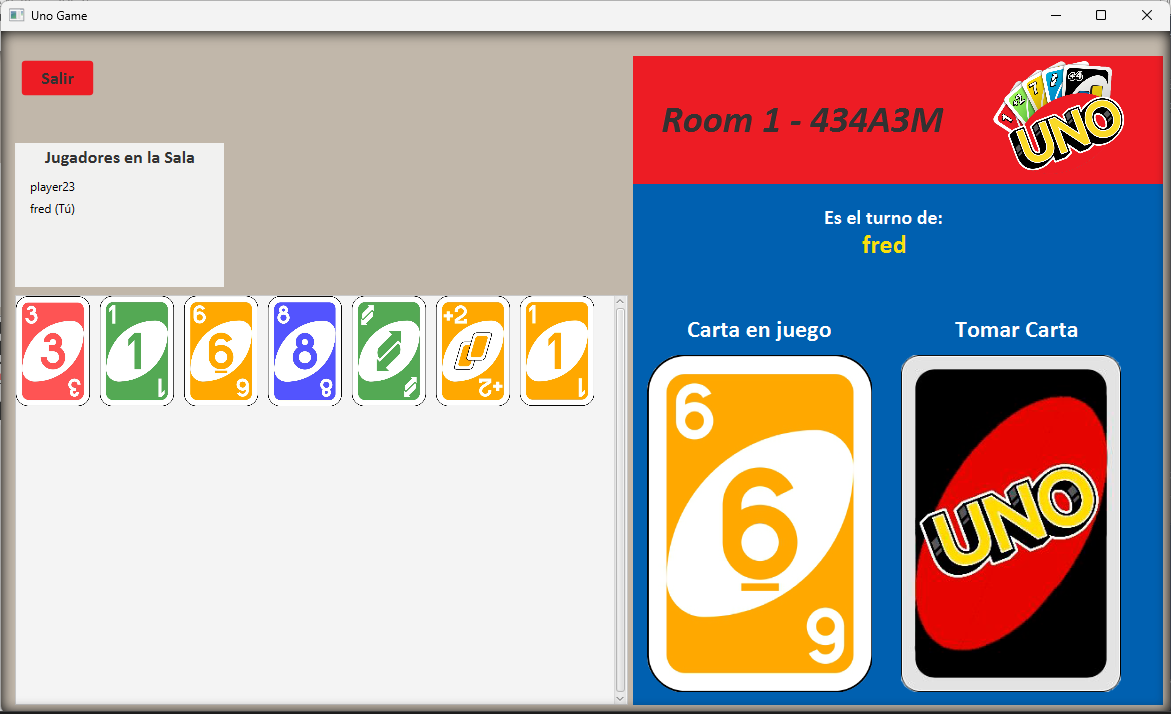 Uno Game
Salir
Room 1 - 434A3M
UNO
Jugadores en la Sala
player23
fred (Tú)
Es el turno de:
fred
3 3 3
1 1 1
6 6 6
8 8 8
+2 +2
1 1 1
Carta en juego
Tomar Carta
6
6
6
UNO